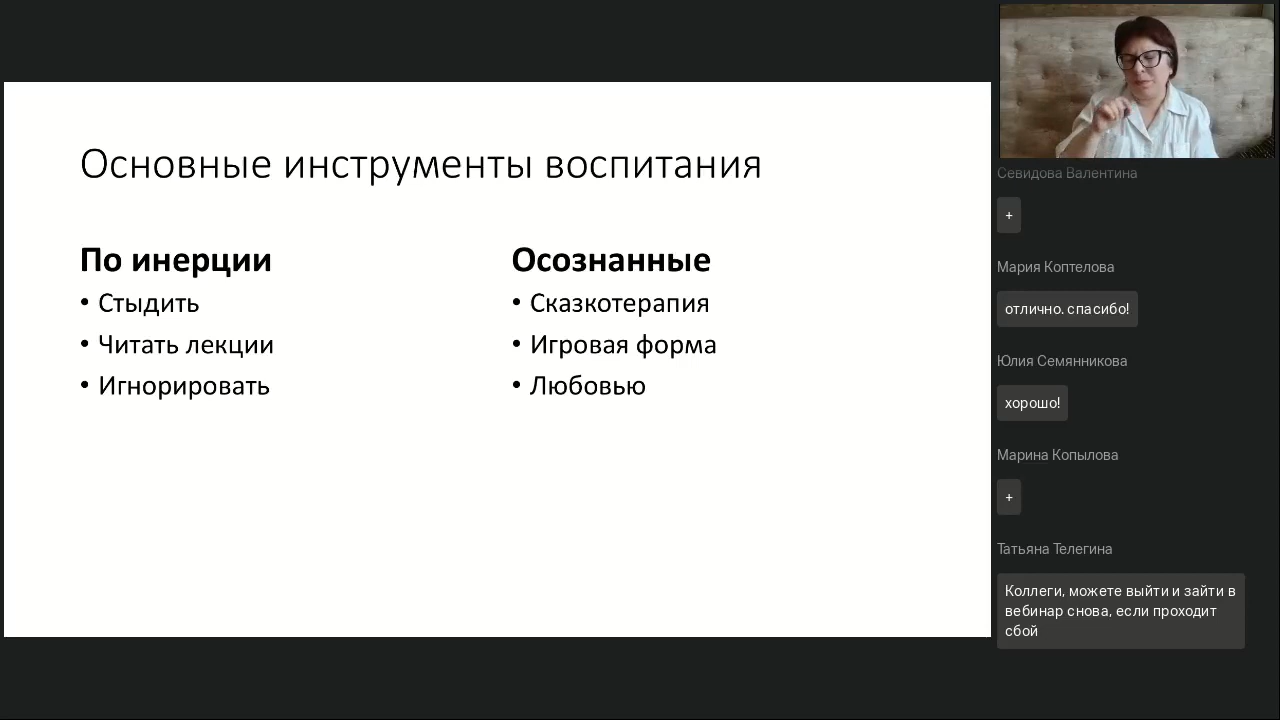 Основные инструменты воспитания
По инерции
• Стыдить
• Читать лекции
• Игнорировать
Осознанные
• Сказкотерапия
• Игровая форма
• Любовью
Севидова Валентина
+
Мария Коптелова
отлично. спасибо!
Юлия Семянникова
хорошо!
Марина Копылова
+
Татьяна Телегина
Коллеги, можете выйти и зайти в
вебинар снова, если проходит
сбой